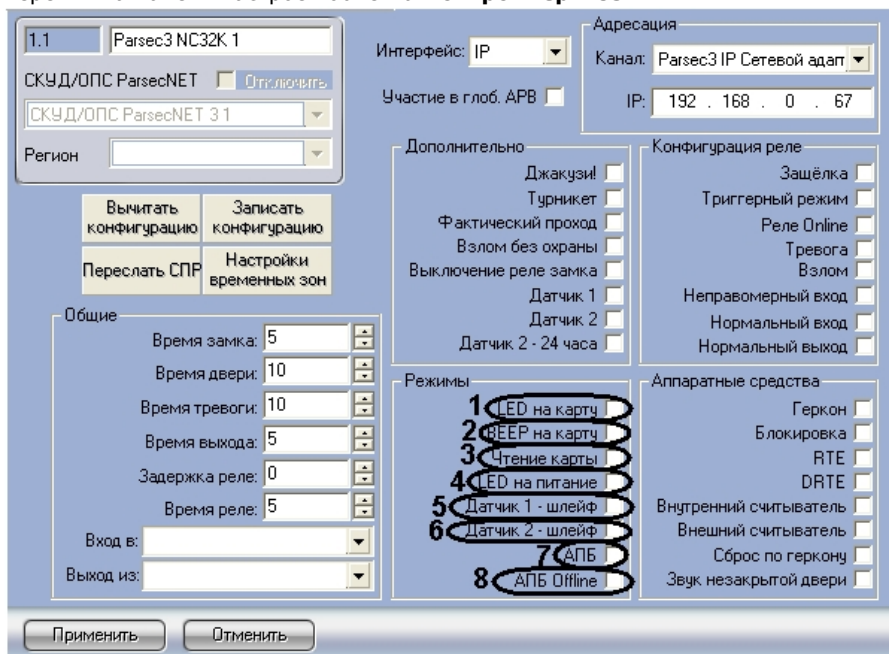 1.1
Parsec3 NC32K 1
СКУД/ОПС ParsecNET
Отключить
СКУД/ОПС ParsecNET 3 1
Регион
Интерфейс: IP
Участие в глоб. АРВ
Адресация
Канал: Parsec3 IP Сетевой адапт
IP: 192 . 168 . 0 . 67
Вычитать конфигурацию
Записать конфигурацию
Переслать СПР
Настройки временных зон
Общие
Время замка: 5
Время двери: 10
Время тревоги: 10
Время выхода: 5
Задержка реле: 0
Время реле: 5
Вход в:
Выход из:
Дополнительно
Джакузи!
Турникет
Фактический проход
Взлом без охраны
Выключение реле замка
Датчик 1
Датчик 2
Датчик 2 - 24 часа
Конфигурация реле
Защёлка
Триггерный режим
Реле Online
Тревога
Взлом
Неправомерный вход
Нормальный вход
Нормальный выход
Режимы
1 LED на карту
2 BEEP на карту
3 Чтение карты
4 LED на питание
5 Датчик 1 - шлейф
6 Датчик 2 - шлейф
7 АПБ
8 АПБ Offline
Аппаратные средства
Геркон
Блокировка
RTE
DRTE
Внутренний считыватель
Внешний считыватель
Сброс по геркону
Звук незакрытой двери
Применить
Отменить